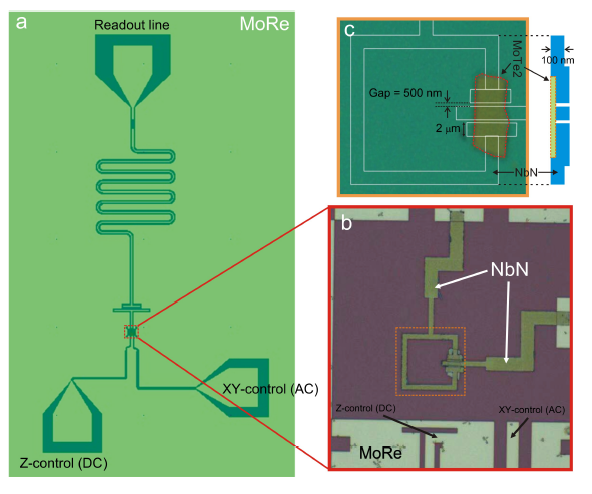 a
Readout line
MoRe
XY-control (AC)
Z-control (DC)
c
MoTe2
100 nm
Gap = 500 nm
2 μm
NbN
b
NbN
Z-control (DC)
XY-control (AC)
MoRe